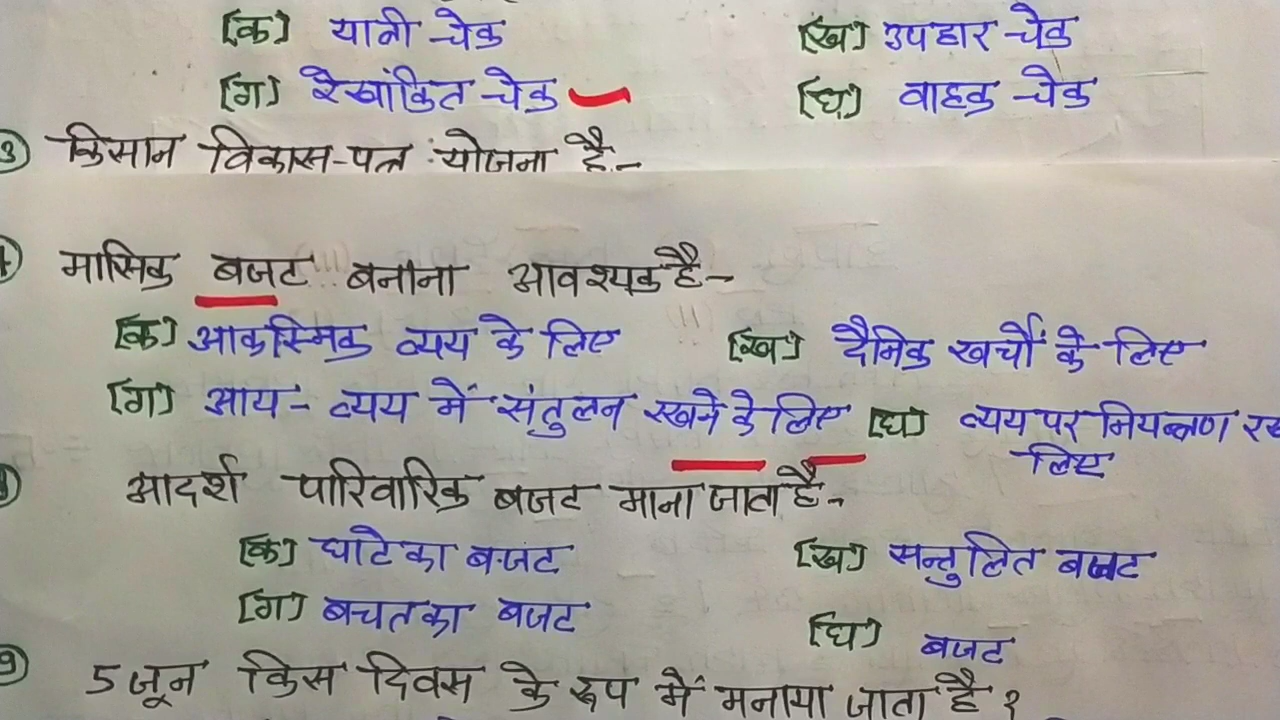 [क] यात्री चेक [ख] उपहार चेक
[ग] रेखांकित चेक [घ] वाहक चेक
③ किसान विकास-पत्र योजना है-
मासिक बजट बनाना आवश्यक है-
[क] आकस्मिक व्यय के लिए [ख] दैनिक खर्चों के लिए
[ग] आय-व्यय में संतुलन रखने के लिए [घ] व्यय पर नियन्त्रण
लिए
आदर्श पारिवारिक बजट माना जाता है-
[क] घाटे का बजट [ख] सन्तुलित बजट
[ग] बचत का बजट [घ] बजट
5 जून किस दिवस के रूप में मनाया जाता है ?